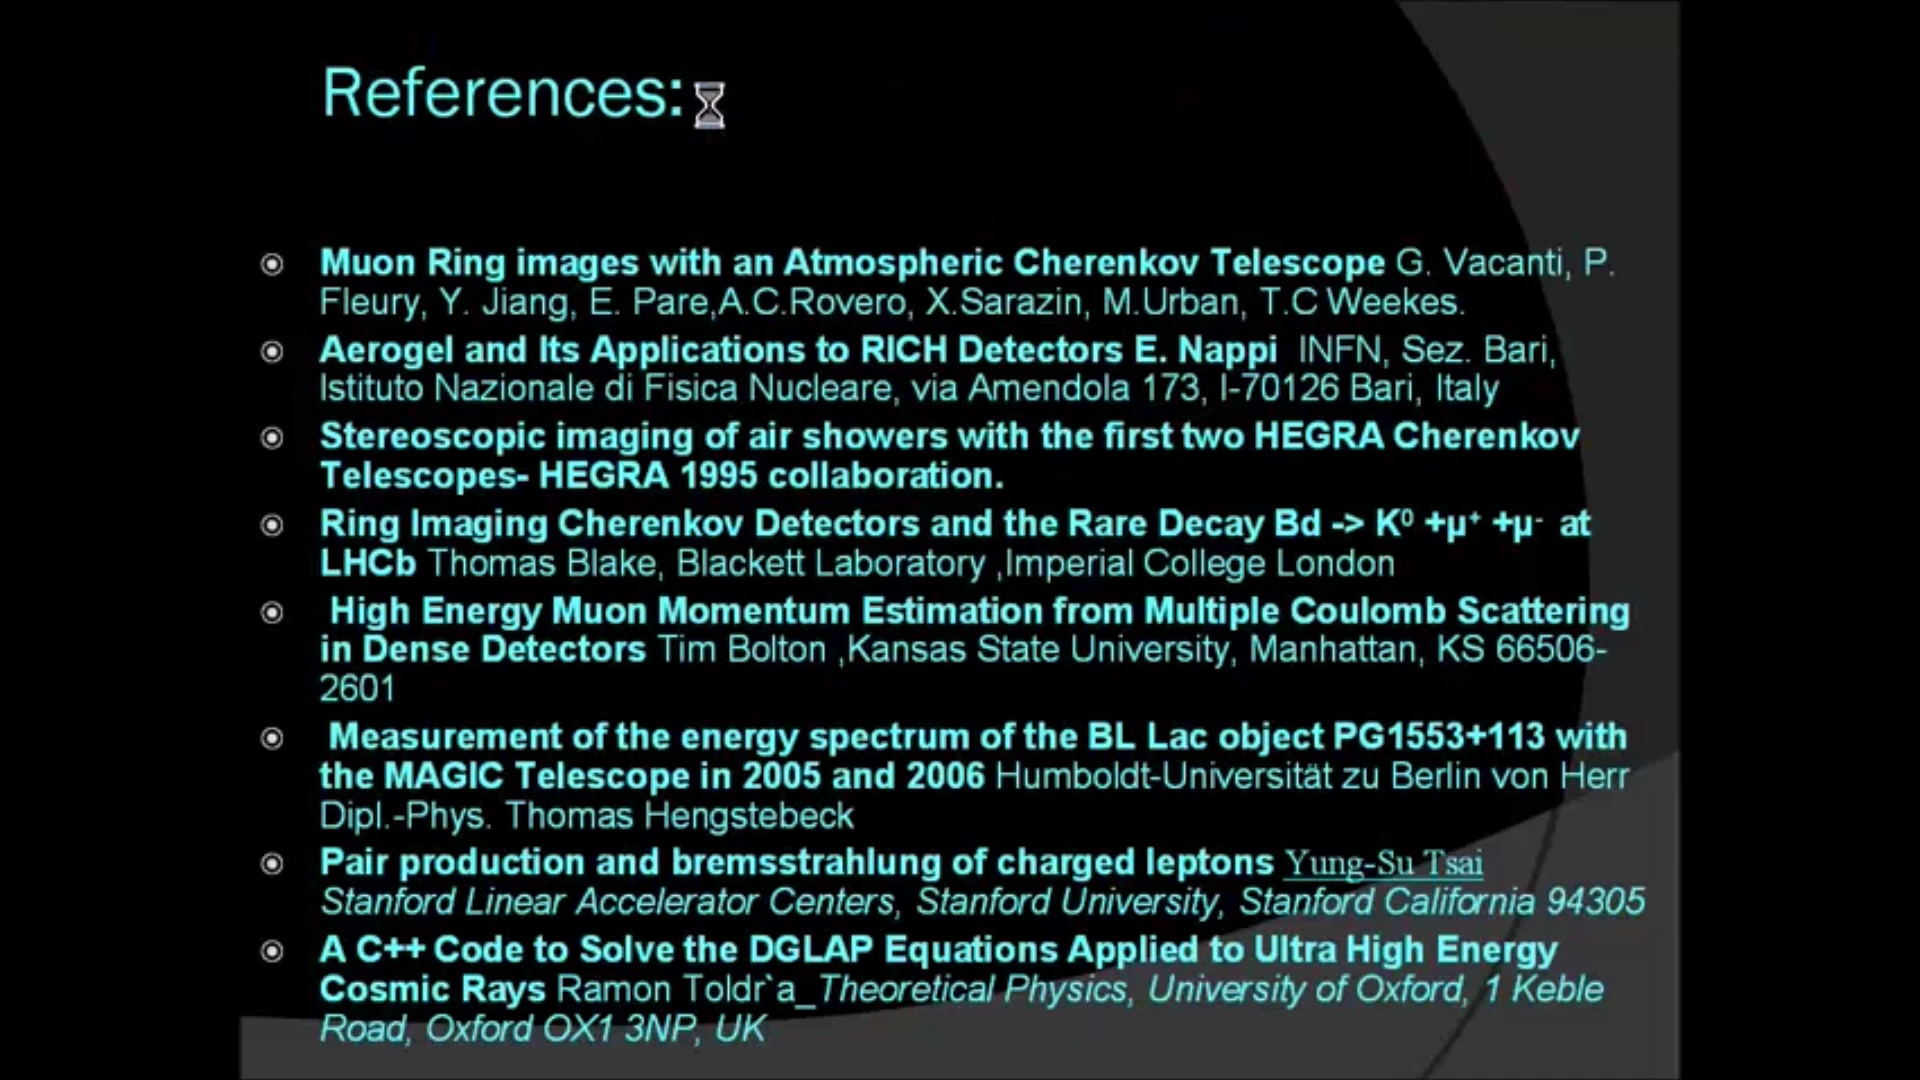 References:
Muon Ring images with an Atmospheric Cherenkov Telescope G. Vacanti, P.
Fleury, Y. Jiang, E. Pare,A.C.Rovero, X.Sarazin, M.Urban, T.C Weekes.
Aerogel and Its Applications to RICH Detectors E. Nappi INFN, Sez. Bari,
Istituto Nazionale di Fisica Nucleare, via Amendola 173, I-70126 Bari, Italy
Stereoscopic imaging of air showers with the first two HEGRA Cherenkov
Telescopes- HEGRA 1995 collaboration.
Ring Imaging Cherenkov Detectors and the Rare Decay Bd -> K⁰ +µ⁺ +µ⁻ at
LHCb Thomas Blake, Blackett Laboratory ,Imperial College London
High Energy Muon Momentum Estimation from Multiple Coulomb Scattering
in Dense Detectors Tim Bolton ,Kansas State University, Manhattan, KS 66506-
2601
Measurement of the energy spectrum of the BL Lac object PG1553+113 with
the MAGIC Telescope in 2005 and 2006 Humboldt-Universität zu Berlin von Herr
Dipl.-Phys. Thomas Hengstebeck
Pair production and bremsstrahlung of charged leptons Yung-Su Tsai
Stanford Linear Accelerator Centers, Stanford University, Stanford California 94305
A C++ Code to Solve the DGLAP Equations Applied to Ultra High Energy
Cosmic Rays Ramon Toldr`a_Theoretical Physics, University of Oxford, 1 Keble
Road, Oxford OX1 3NP, UK